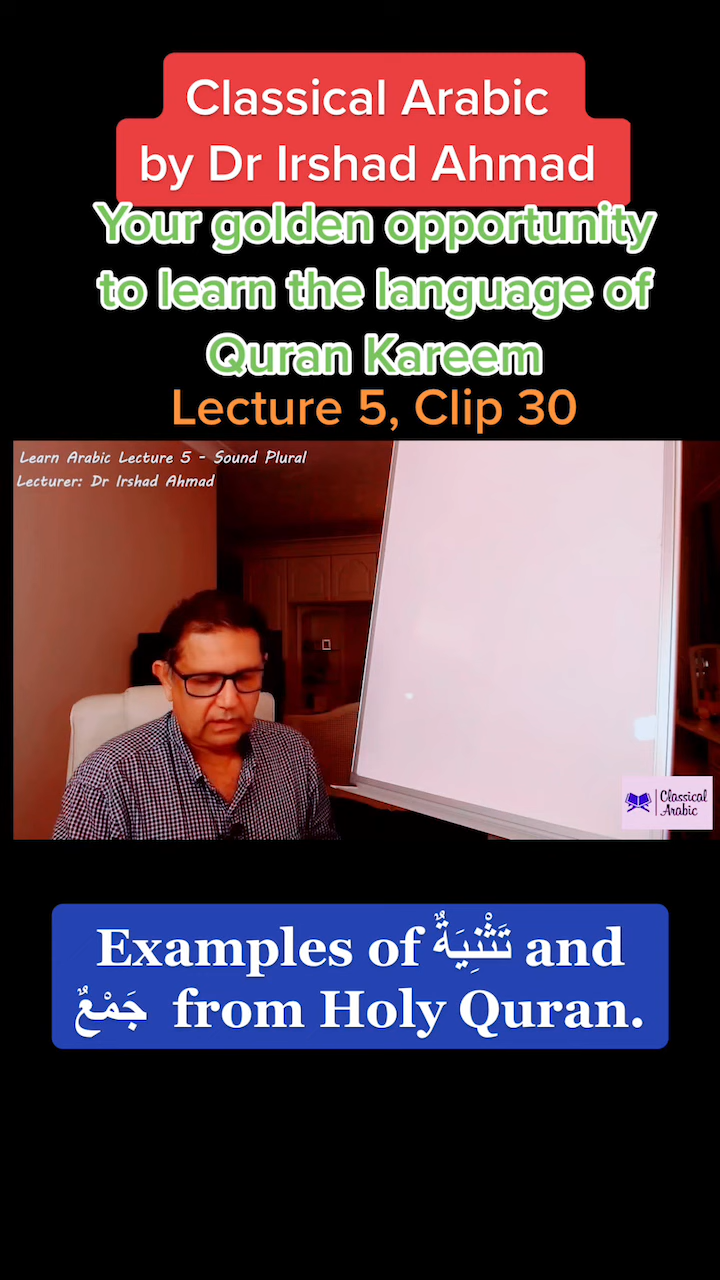 Classical Arabic
by Dr Irshad Ahmad
Your golden opportunity
to learn the language of
Quran Kareem
Lecture 5, Clip 30
Learn Arabic Lecture 5 - Sound Plural
Lecturer: Dr Irshad Ahmad
Classical
Arabic
Examples of تَثْنِيَةٌ and
جَمْعٌ from Holy Quran.